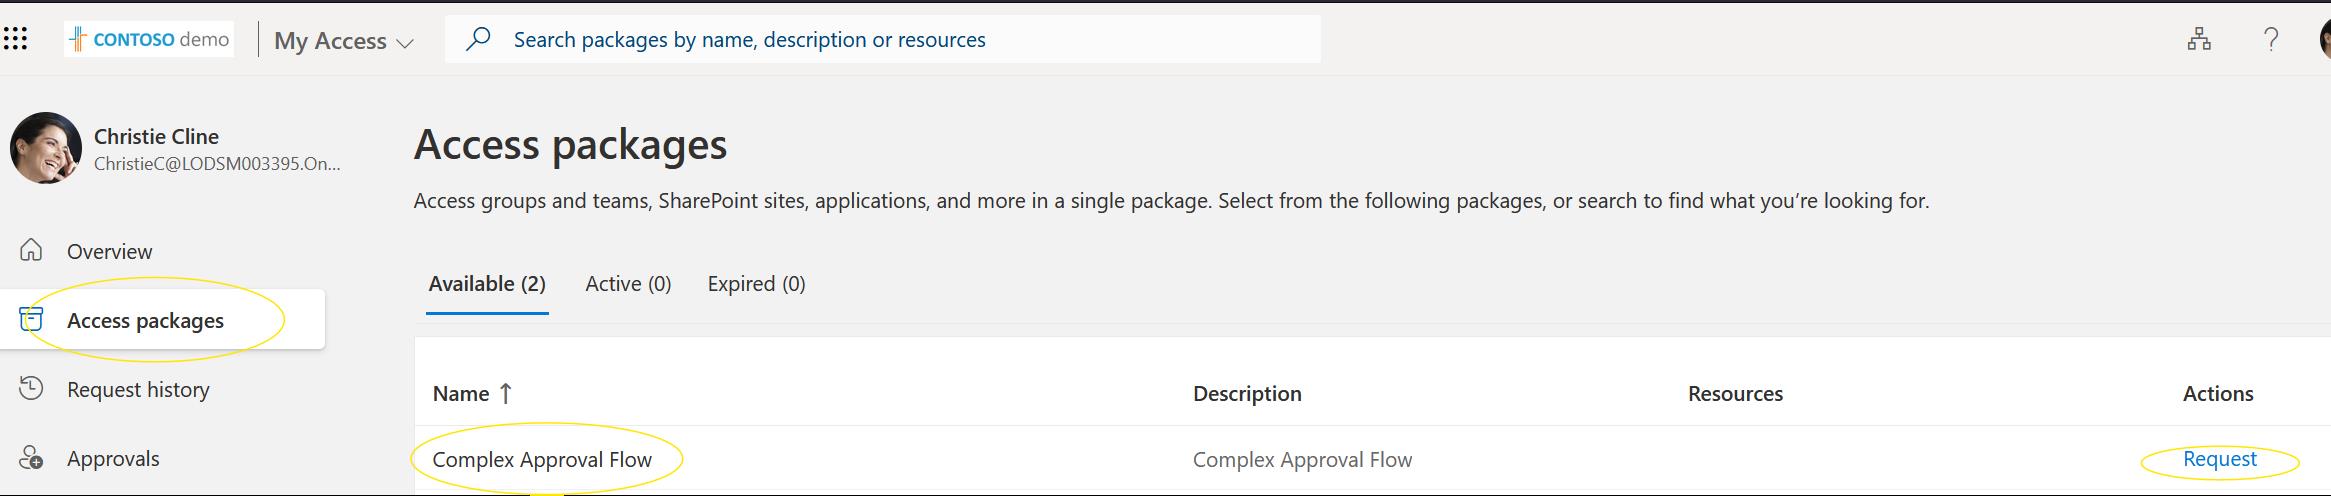 CONTOSO demo
My Access
Search packages by name, description or resources
Christie Cline
ChristieC@LODSM003395.On...
Overview
Access packages
Request history
Approvals
Access packages
Access groups and teams, SharePoint sites, applications, and more in a single package. Select from the following packages, or search to find what you’re looking for.
Available (2) Active (0) Expired (0)
Name ↑ Description Resources Actions
Complex Approval Flow Complex Approval Flow Request